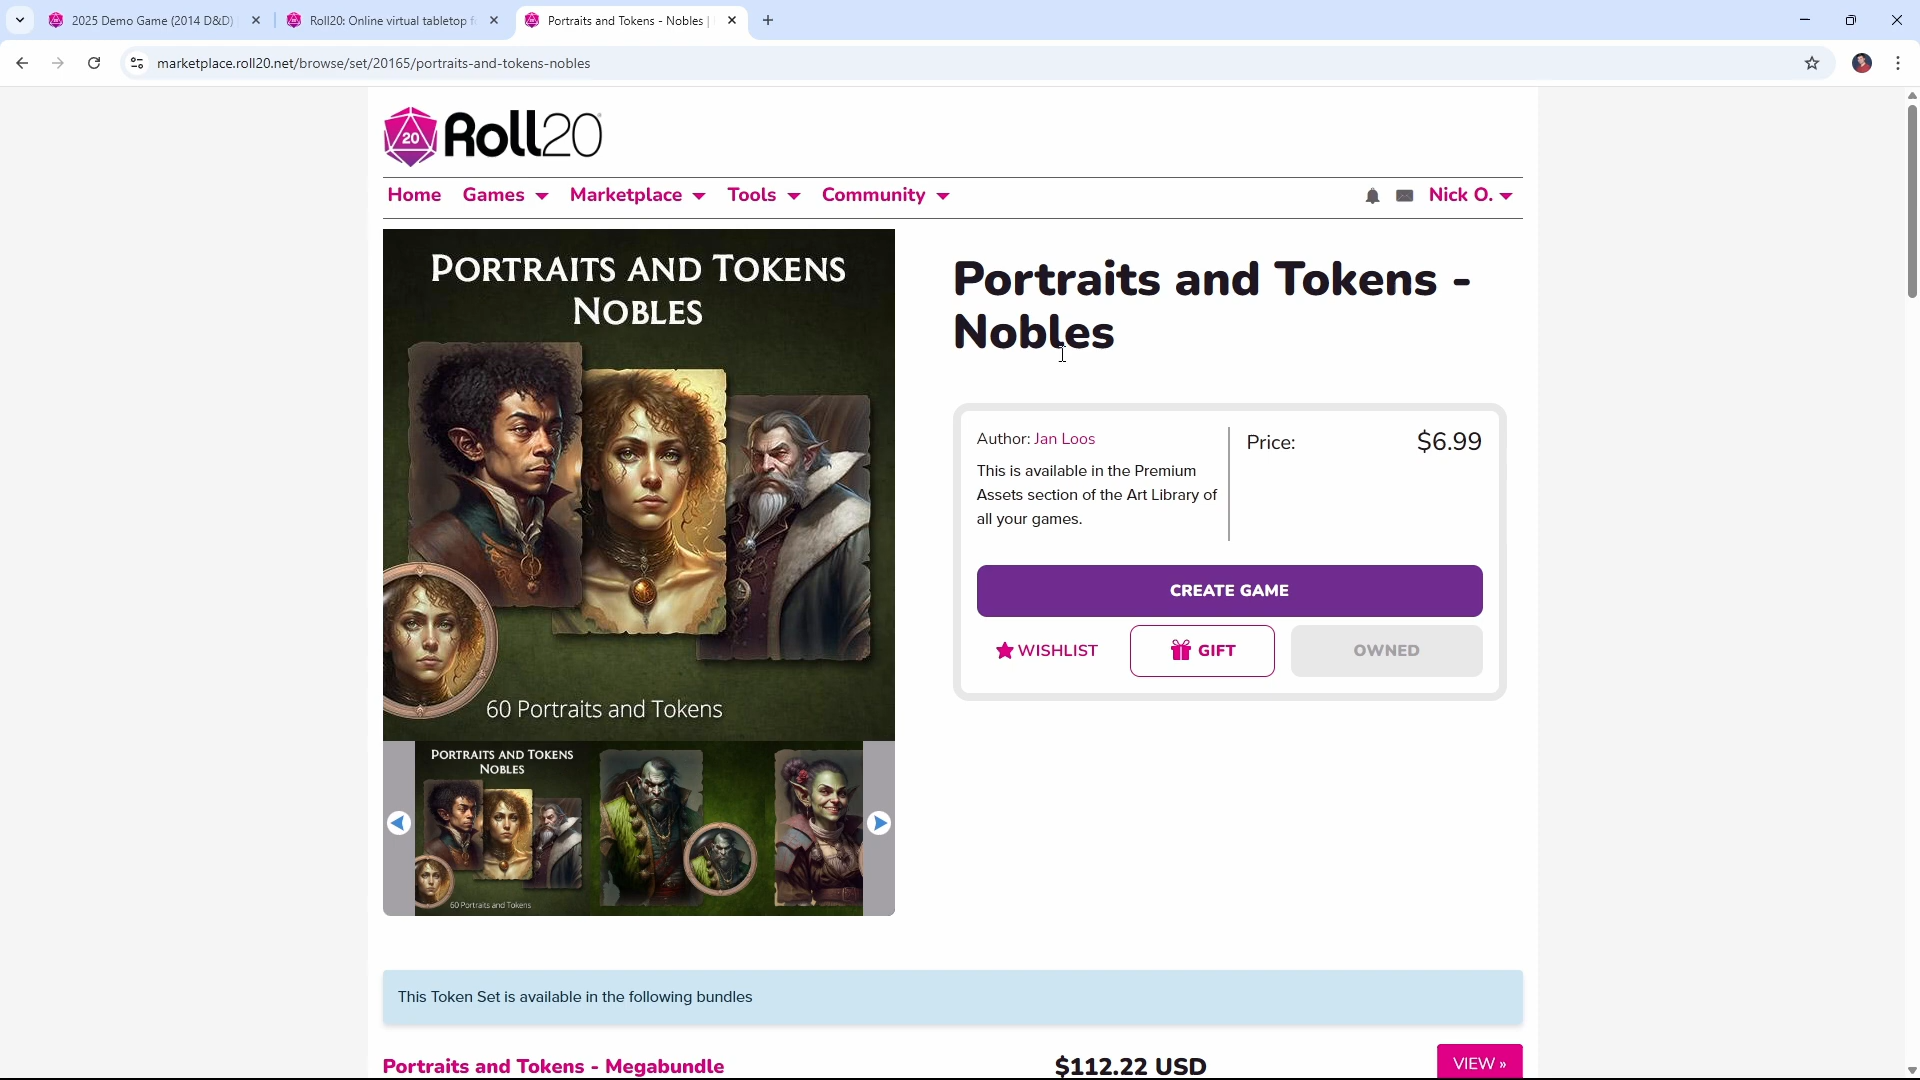 2025 Demo Game (2014 D&D)
Roll20: Online virtual tabletop f
Portraits and Tokens - Nobles |
marketplace.roll20.net/browse/set/20165/portraits-and-tokens-nobles
20 Roll20
Home Games Marketplace Tools Community Nick O.
PORTRAITS AND TOKENS
NOBLES
60 Portraits and Tokens
PORTRAITS AND TOKENS
NOBLES
60 Portraits and Tokens
Portraits and Tokens -
Nobles
Author: Jan Loos
This is available in the Premium
Assets section of the Art Library of
all your games.
Price: $6.99
CREATE GAME
WISHLIST GIFT OWNED
This Token Set is available in the following bundles
Portraits and Tokens - Megabundle $112.22 USD VIEW »